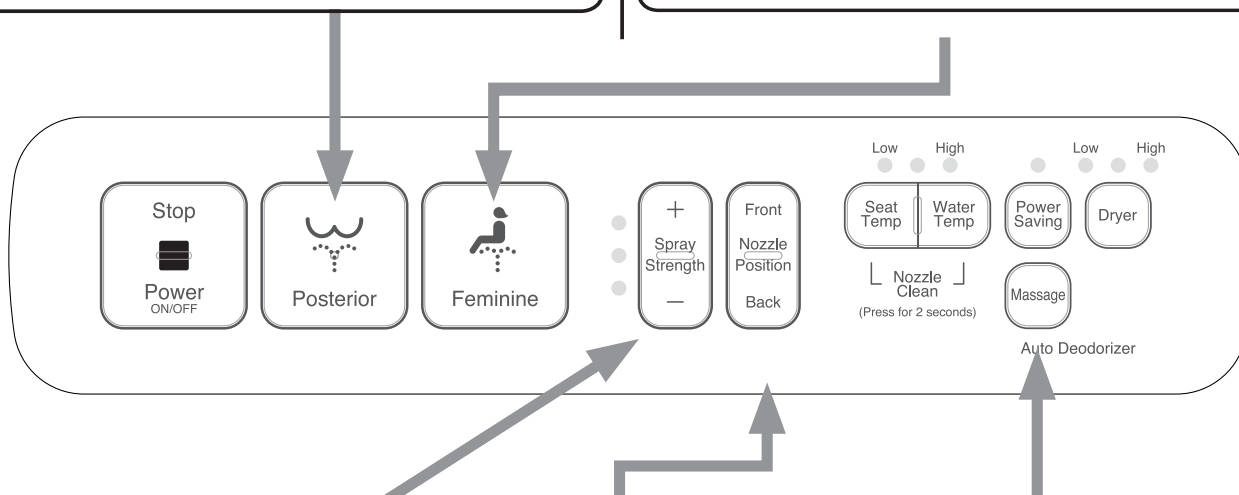 Stop
Power
ON/OFF
Posterior
Feminine
+
Spray
Strength
—
Front
Nozzle
Position
Back
Low High
Seat
Temp
Water
Temp
Nozzle
Clean
(Press for 2 seconds)
Power
Saving
Low High
Dryer
Massage
Auto Deodorizer